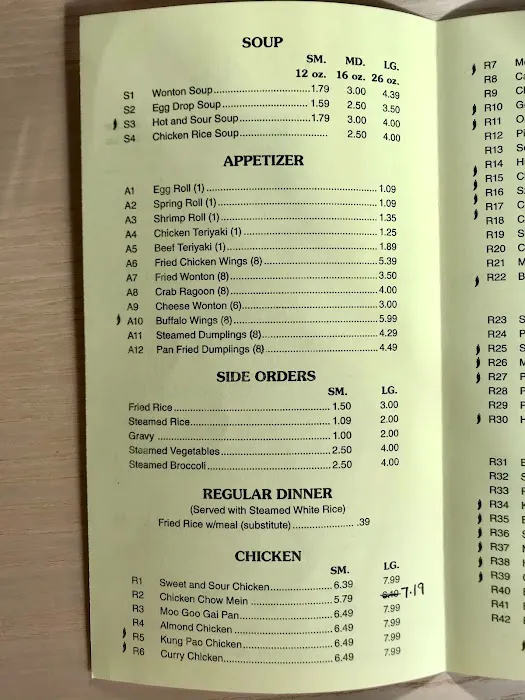 SOUP
SM. MD. LG.
12 oz. 16 oz. 26 oz.
S1 Wonton Soup..............................1.79 3.00 4.39
S2 Egg Drop Soup........................... 1.59 2.50 3.50
S3 Hot and Sour Soup......................1.79 3.00 4.00
S4 Chicken Rice Soup........................... 2.50 4.00
APPETIZER
A1 Egg Roll (1)............................................................ 1.09
A2 Spring Roll (1)........................................................ 1.09
A3 Shrimp Roll (1)....................................................... 1.35
A4 Chicken Teriyaki (1)................................................ 1.25
A5 Beef Teriyaki (1)..................................................... 1.89
A6 Fried Chicken Wings (8)......................................... 5.39
A7 Fried Wonton (8).................................................... 3.50
A8 Crab Ragoon (8).................................................... 4.00
A9 Cheese Wonton (6)................................................ 3.00
A10 Buffalo Wings (8).................................................. 5.99
A11 Steamed Dumplings (8)........................................ 4.29
A12 Pan Fried Dumplings (8)....................................... 4.49
SIDE ORDERS
SM. LG.
Fried Rice .................................................. 1.50 3.00
Steamed Rice............................................ 1.09 2.00
Gravy ........................................................ 1.00 2.00
Steamed Vegetables................................. 2.50 4.00
Steamed Broccoli...................................... 2.50 4.00
REGULAR DINNER
(Served with Steamed White Rice)
Fried Rice w/meal (substitute)..................... .39
CHICKEN
SM. LG.
R1 Sweet and Sour Chicken................... 6.39 7.99
R2 Chicken Chow Mein ......................... 5.79 7.19
R3 Moo Goo Gai Pan............................. 6.49 7.99
R4 Almond Chicken................................ 6.49 7.99
R5 Kung Pao Chicken............................ 6.49 7.99
R6 Curry Chicken................................... 6.49 7.99
R7
R8
R9
R10
R11
R12
R13
R14
R15
R16
R17
R18
R19
R20
R21
R22
R23
R24
R25
R26
R27
R28
R29
R30
R31
R32
R33
R34
R35
R36
R37
R38
R39
R40
R41
R42